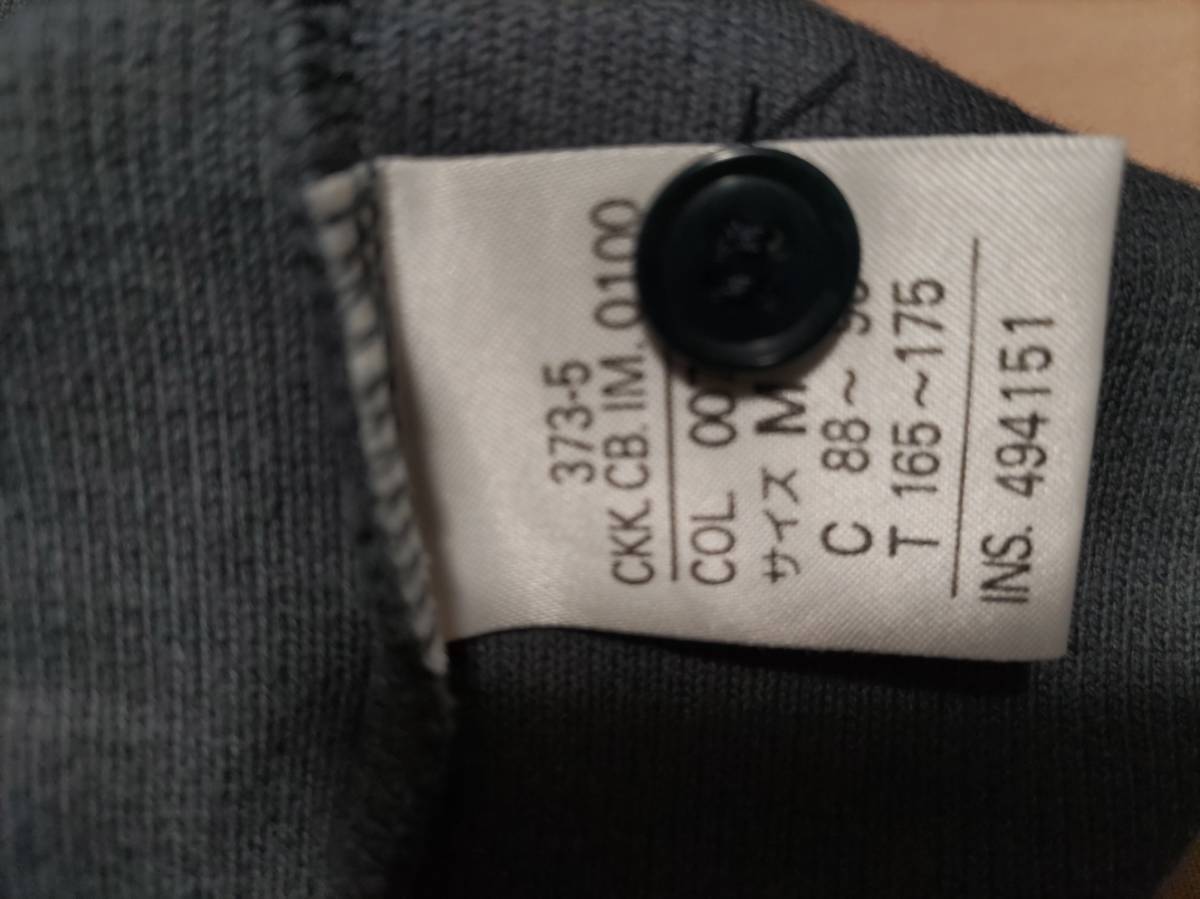 373-5
CKK. CB. IM. 0100
COL
サイズ M
C 88～
T 165～175
INS. 494151